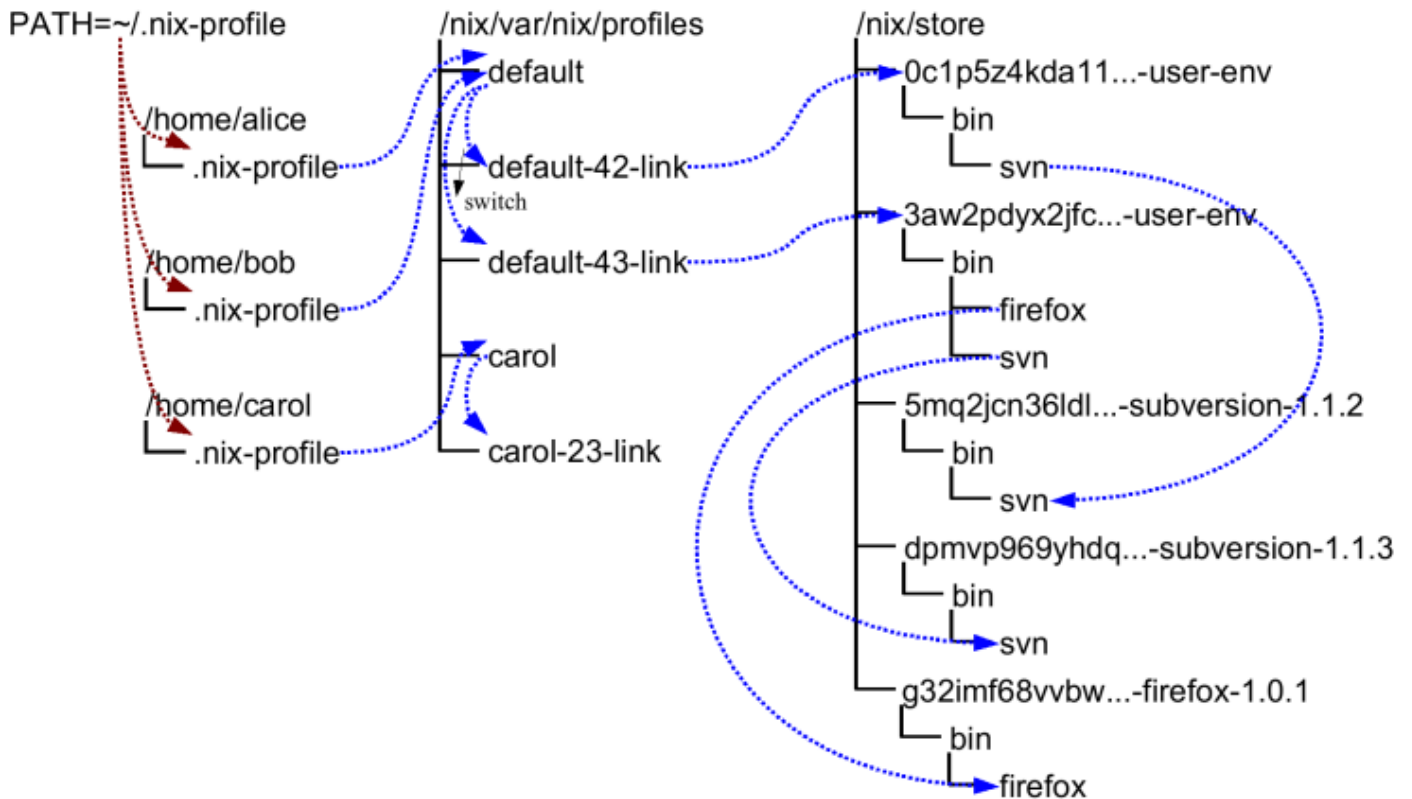 PATH=~/.nix-profile
/home/alice
.nix-profile
/home/bob
.nix-profile
/home/carol
.nix-profile
/nix/var/nix/profiles
default
default-42-link
switch
default-43-link
carol
carol-23-link
/nix/store
0c1p5z4kda11...-user-env
bin
svn
3aw2pdyx2jfc...-user-env
bin
firefox
svn
5mq2jcn36ldl...-subversion-1.1.2
bin
svn
dpmvp969yhdq...-subversion-1.1.3
bin
svn
g32imf68vvbw...-firefox-1.0.1
bin
firefox